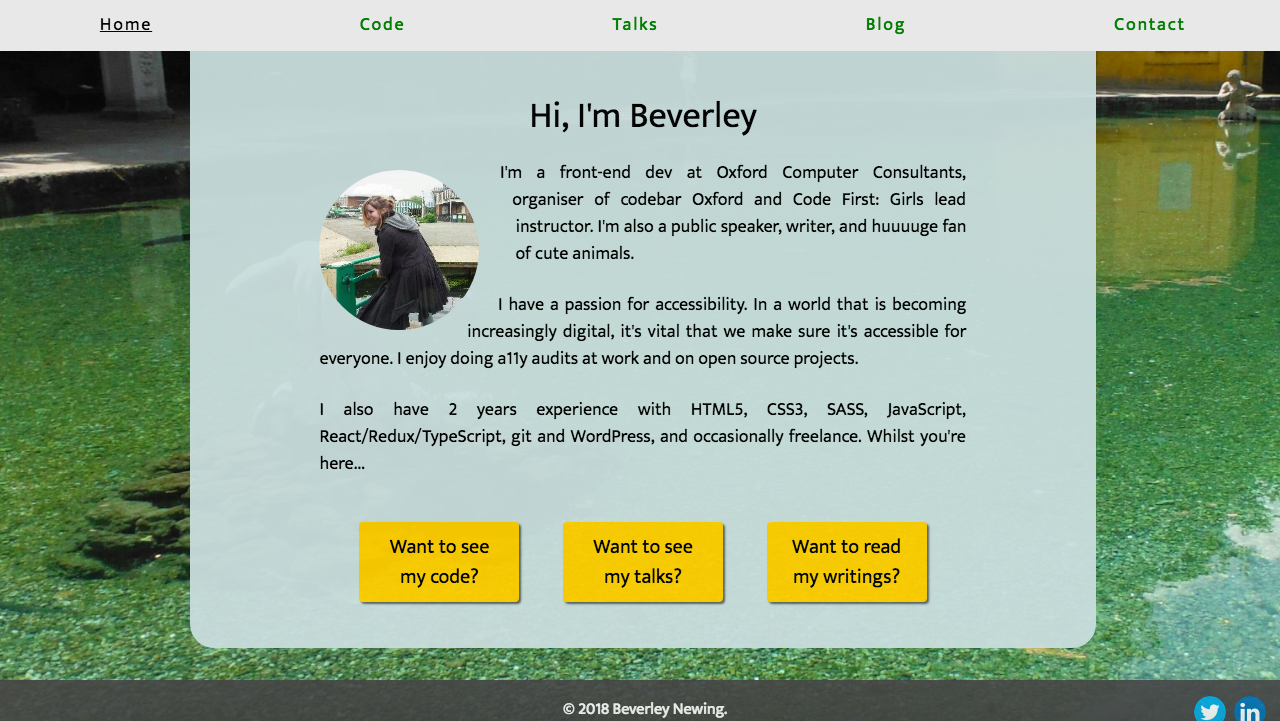 Home Code Talks Blog Contact
Hi, I'm Beverley
I'm a front-end dev at Oxford Computer Consultants,
organiser of codebar Oxford and Code First: Girls lead
instructor. I'm also a public speaker, writer, and huuuuge fan
of cute animals.
I have a passion for accessibility. In a world that is becoming
increasingly digital, it's vital that we make sure it's accessible for
everyone. I enjoy doing a11y audits at work and on open source projects.
I also have 2 years experience with HTML5, CSS3, SASS, JavaScript,
React/Redux/TypeScript, git and WordPress, and occasionally freelance. Whilst you're
here...
Want to see
my code?
Want to see
my talks?
Want to read
my writings?
© 2018 Beverley Newing.
in